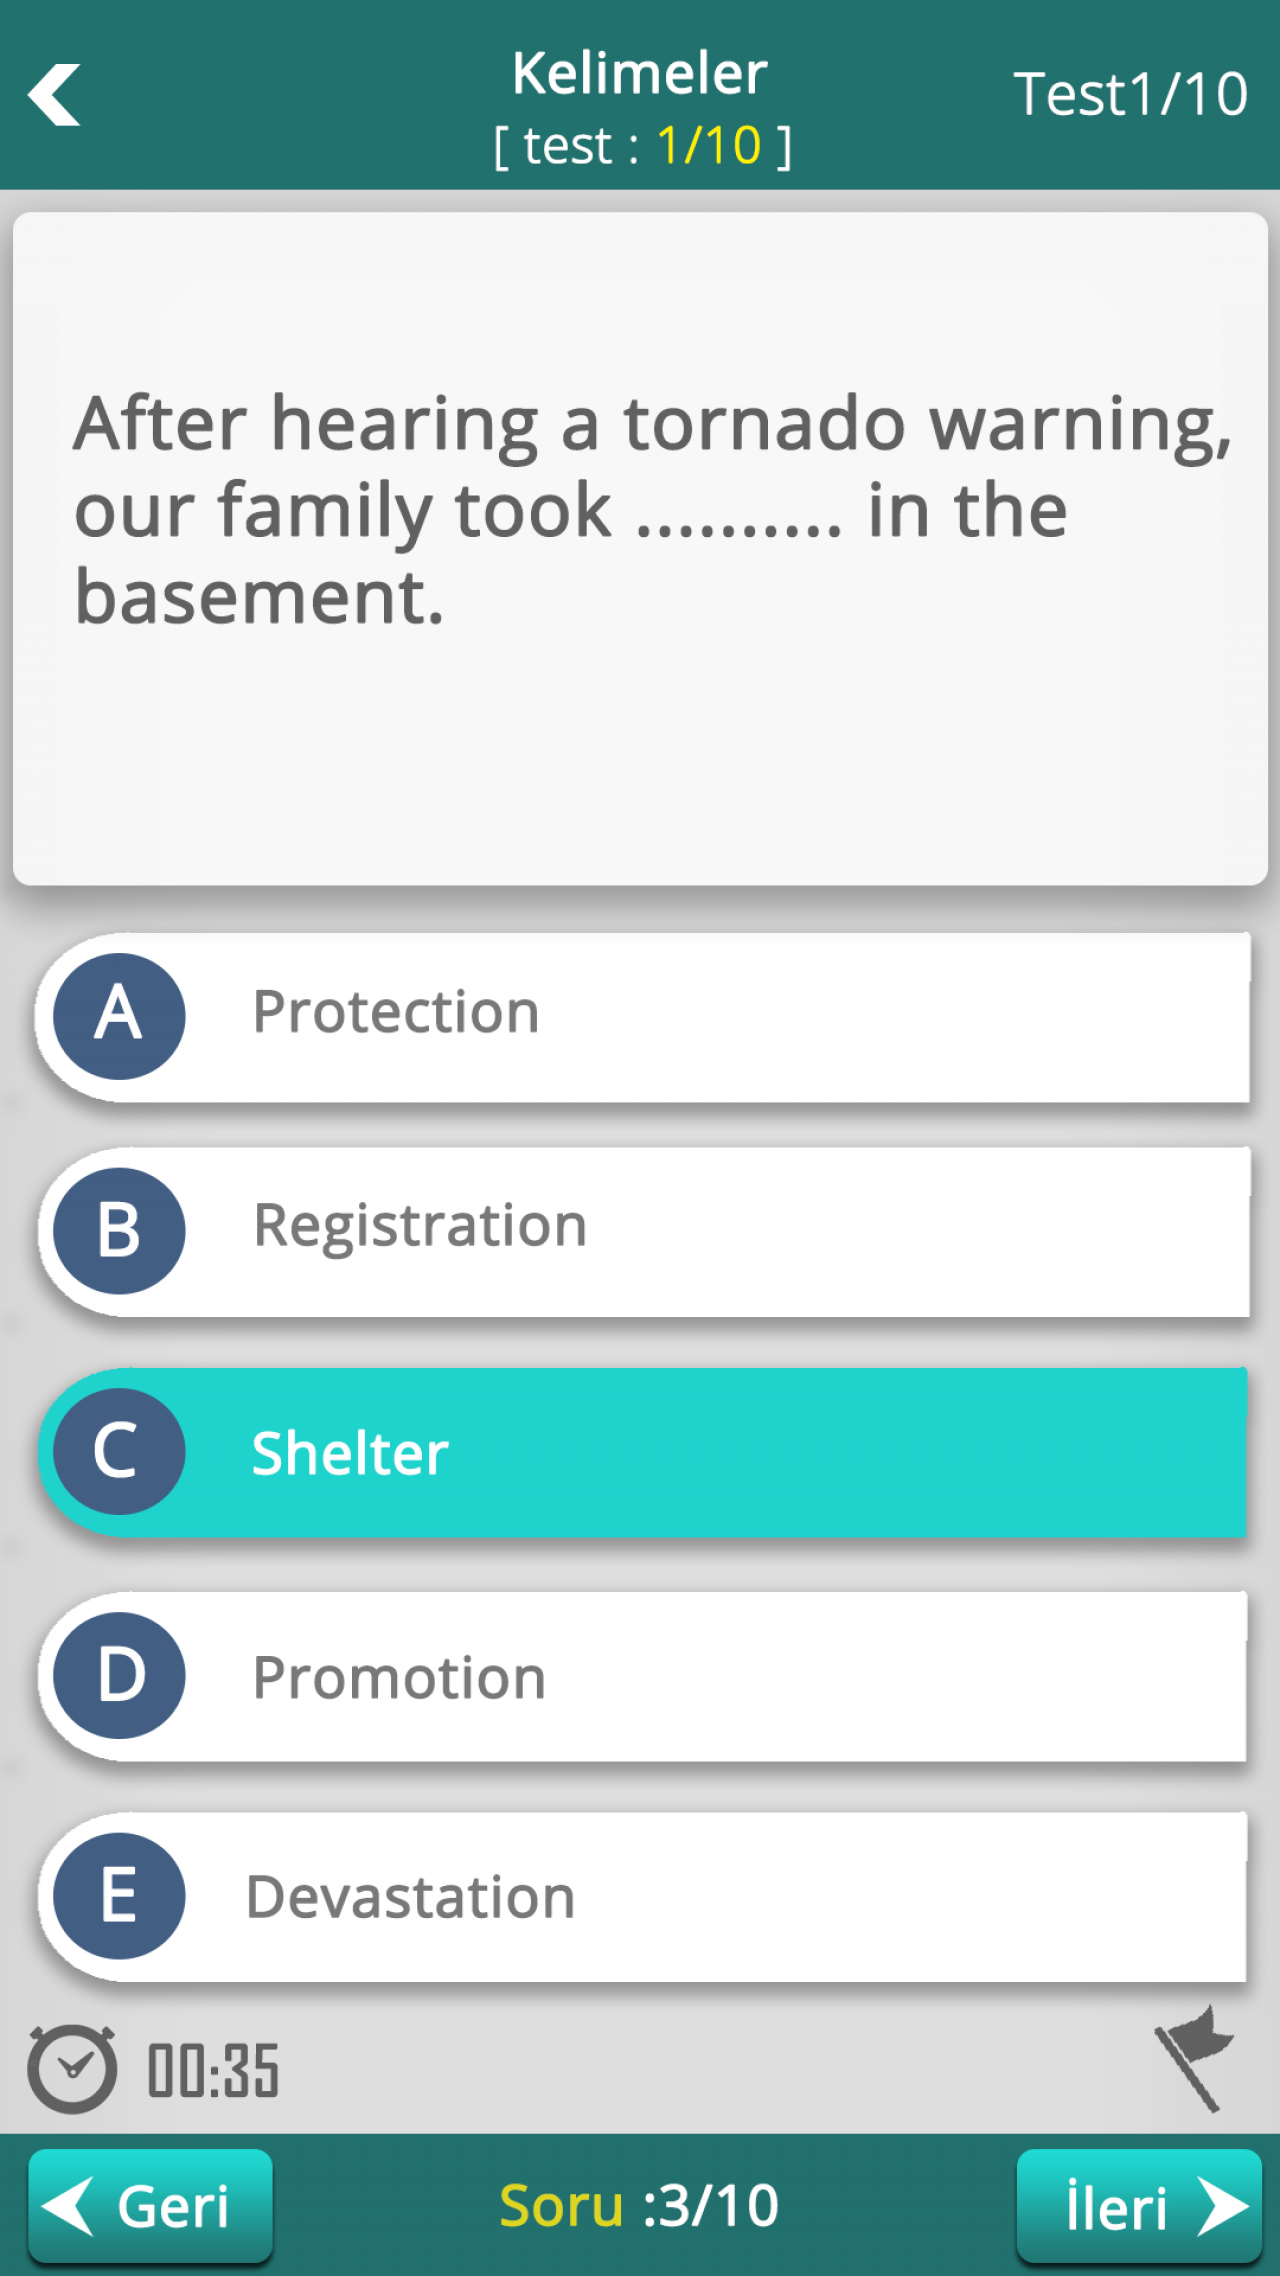 Kelimeler
[ test : 1/10 ]
Test1/10
After hearing a tornado warning,
our family took .......... in the
basement.
A Protection
B Registration
C Shelter
D Promotion
E Devastation
00:35
Geri
Soru :3/10
İleri